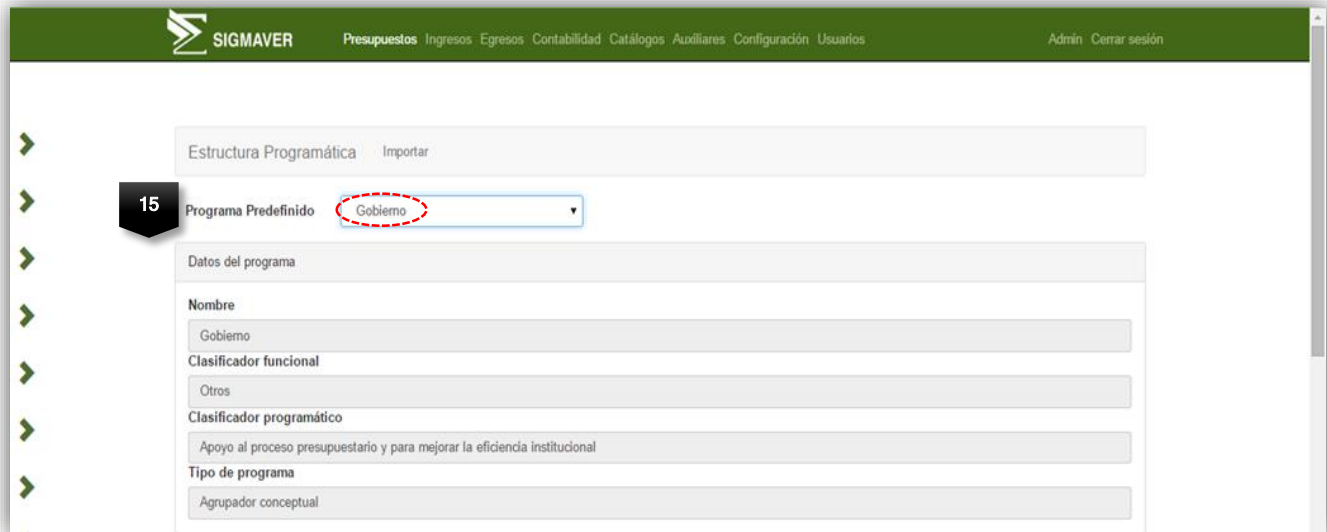 SIGMAVER Presupuestos Ingresos Egresos Contabilidad Catálogos Auxiliares Configuración Usuarios Admin Cerrar sesión
Estructura Programática Importar
15 Programa Predefinido Gobierno
Datos del programa
Nombre
Gobierno
Clasificador funcional
Otros
Clasificador programático
Apoyo al proceso presupuestario y para mejorar la eficiencia institucional
Tipo de programa
Agrupador conceptual